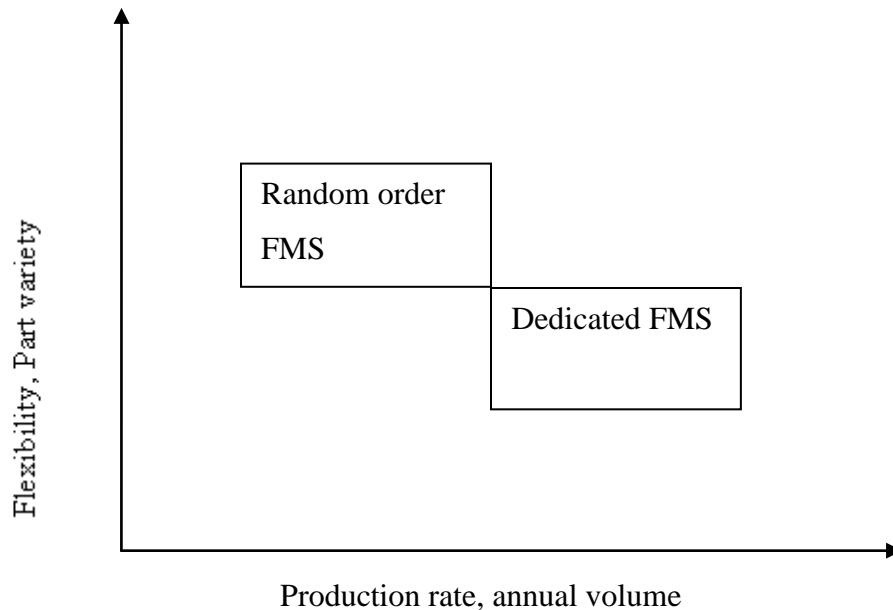 Flexibility, Part variety
Random order
FMS
Dedicated FMS
Production rate, annual volume